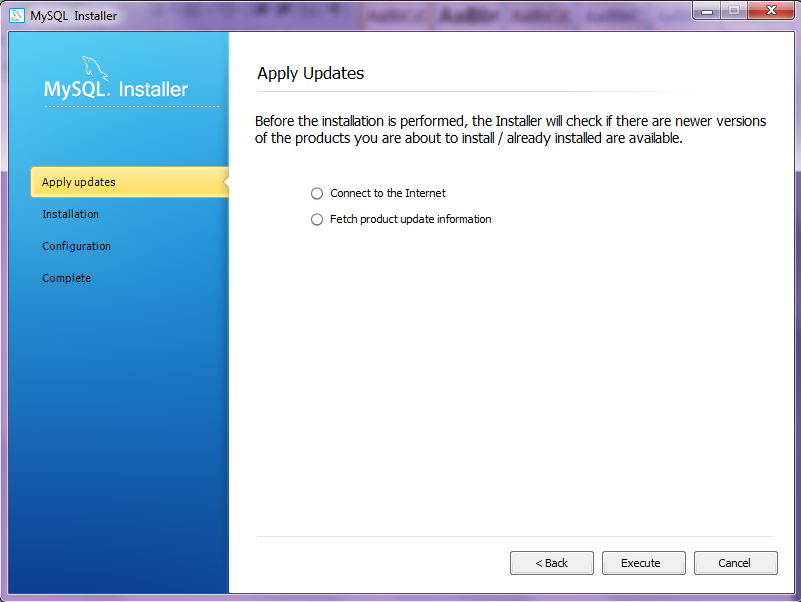 MySQL Installer
MySQL. Installer
Apply Updates
Before the installation is performed, the Installer will check if there are newer versions
of the products you are about to install / already installed are available.
Apply updates
Installation
Configuration
Complete
Connect to the Internet
Fetch product update information
< Back
Execute
Cancel